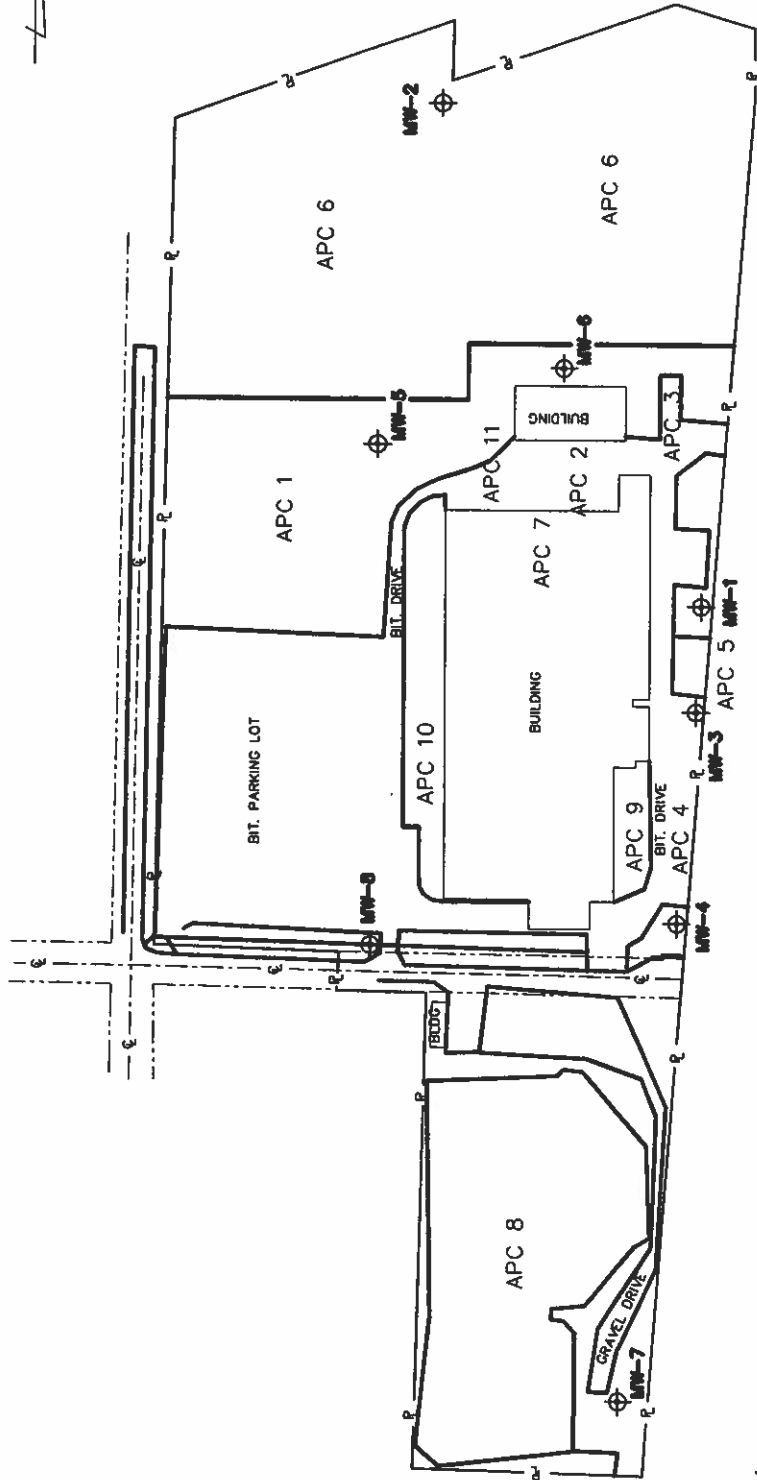 MW-2
APC 6
APC 6
MW-6
MW-5
APC 1
APC 11
BUILDING
APC 2
APC 3
BIT. DRIVE
APC 7
BUILDING
MW-1
APC 5
MW-3
BIT. PARKING LOT
APC 10
APC 9
BIT. DRIVE
APC 4
MW-8
MW-4
BLDG
APC 8
GRAVEL DRIVE
MW-7